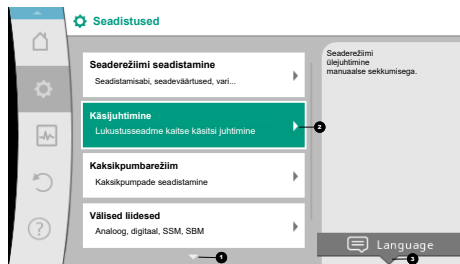 Seadistused
Seaderežiimi seadistamine
Seadistamisabi, seadeväärtused, vari...
Käsijuhtimine
Lukustusseadme kaitse käsitsi juhtimine
2
Kaksikpumbarežiim
Kaksikpumpade seadistamine
Välised liidesed
Analoog, digitaal, SSM, SBM
1
Seaderežiimi
ülejuhtimine
manuaalse sekkumisega.
Language
3